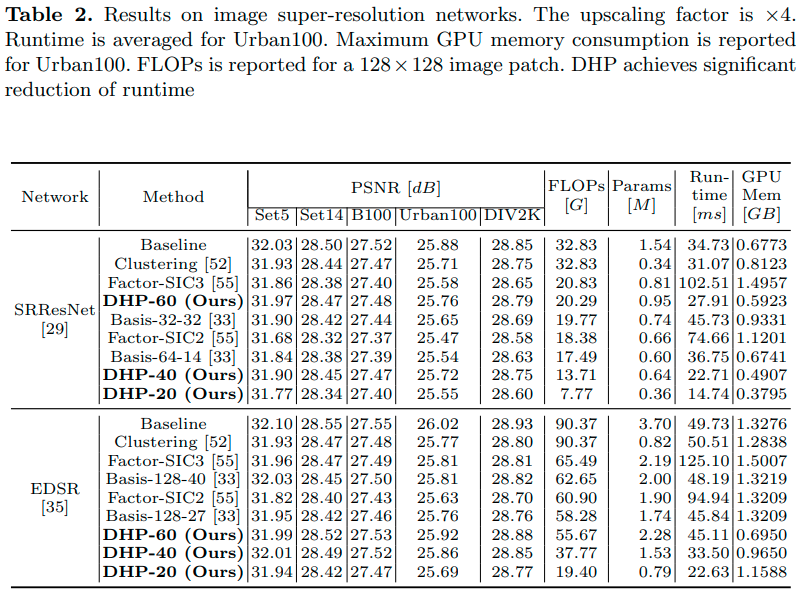 Table 2. Results on image super-resolution networks. The upscaling factor is ×4.
Runtime is averaged for Urban100. Maximum GPU memory consumption is reported
for Urban100. FLOPs is reported for a 128×128 image patch. DHP achieves significant
reduction of runtime
Network Method PSNR [dB] FLOPs [G] Params [M] Run-time [ms] GPU Mem [GB]
Set5 Set14 B100 Urban100 DIV2K
SRResNet [29]
Baseline 32.03 28.50 27.52 25.88 28.85 32.83 1.54 34.73 0.6773
Clustering [52] 31.93 28.44 27.47 25.71 28.75 32.83 0.34 31.07 0.8123
Factor-SIC3 [55] 31.86 28.38 27.40 25.58 28.65 20.83 0.81 102.51 1.4957
DHP-60 (Ours) 31.97 28.47 27.48 25.76 28.79 20.29 0.95 27.91 0.5923
Basis-32-32 [33] 31.90 28.42 27.44 25.65 28.69 19.77 0.74 45.73 0.9331
Factor-SIC2 [55] 31.68 28.32 27.37 25.47 28.58 18.38 0.66 74.66 1.1201
Basis-64-14 [33] 31.84 28.38 27.39 25.54 28.63 17.49 0.60 36.75 0.6741
DHP-40 (Ours) 31.90 28.45 27.47 25.72 28.75 13.71 0.64 22.71 0.4907
DHP-20 (Ours) 31.77 28.34 27.40 25.55 28.60 7.77 0.36 14.74 0.3795
EDSR [35]
Baseline 32.10 28.55 27.55 26.02 28.93 90.37 3.70 49.73 1.3276
Clustering [52] 31.93 28.47 27.48 25.77 28.80 90.37 0.82 50.51 1.2838
Factor-SIC3 [55] 31.96 28.47 27.49 25.81 28.81 65.49 2.19 125.10 1.5007
Basis-128-40 [33] 32.03 28.45 27.50 25.81 28.82 62.65 2.00 48.19 1.3219
Factor-SIC2 [55] 31.82 28.40 27.43 25.63 28.70 60.90 1.90 94.94 1.3209
Basis-128-27 [33] 31.95 28.42 27.46 25.76 28.76 58.28 1.74 45.84 1.3209
DHP-60 (Ours) 31.99 28.52 27.53 25.92 28.88 55.67 2.28 45.11 0.6950
DHP-40 (Ours) 32.01 28.49 27.52 25.86 28.85 37.77 1.53 33.50 0.9650
DHP-20 (Ours) 31.94 28.42 27.47 25.69 28.77 19.40 0.79 22.63 1.1588